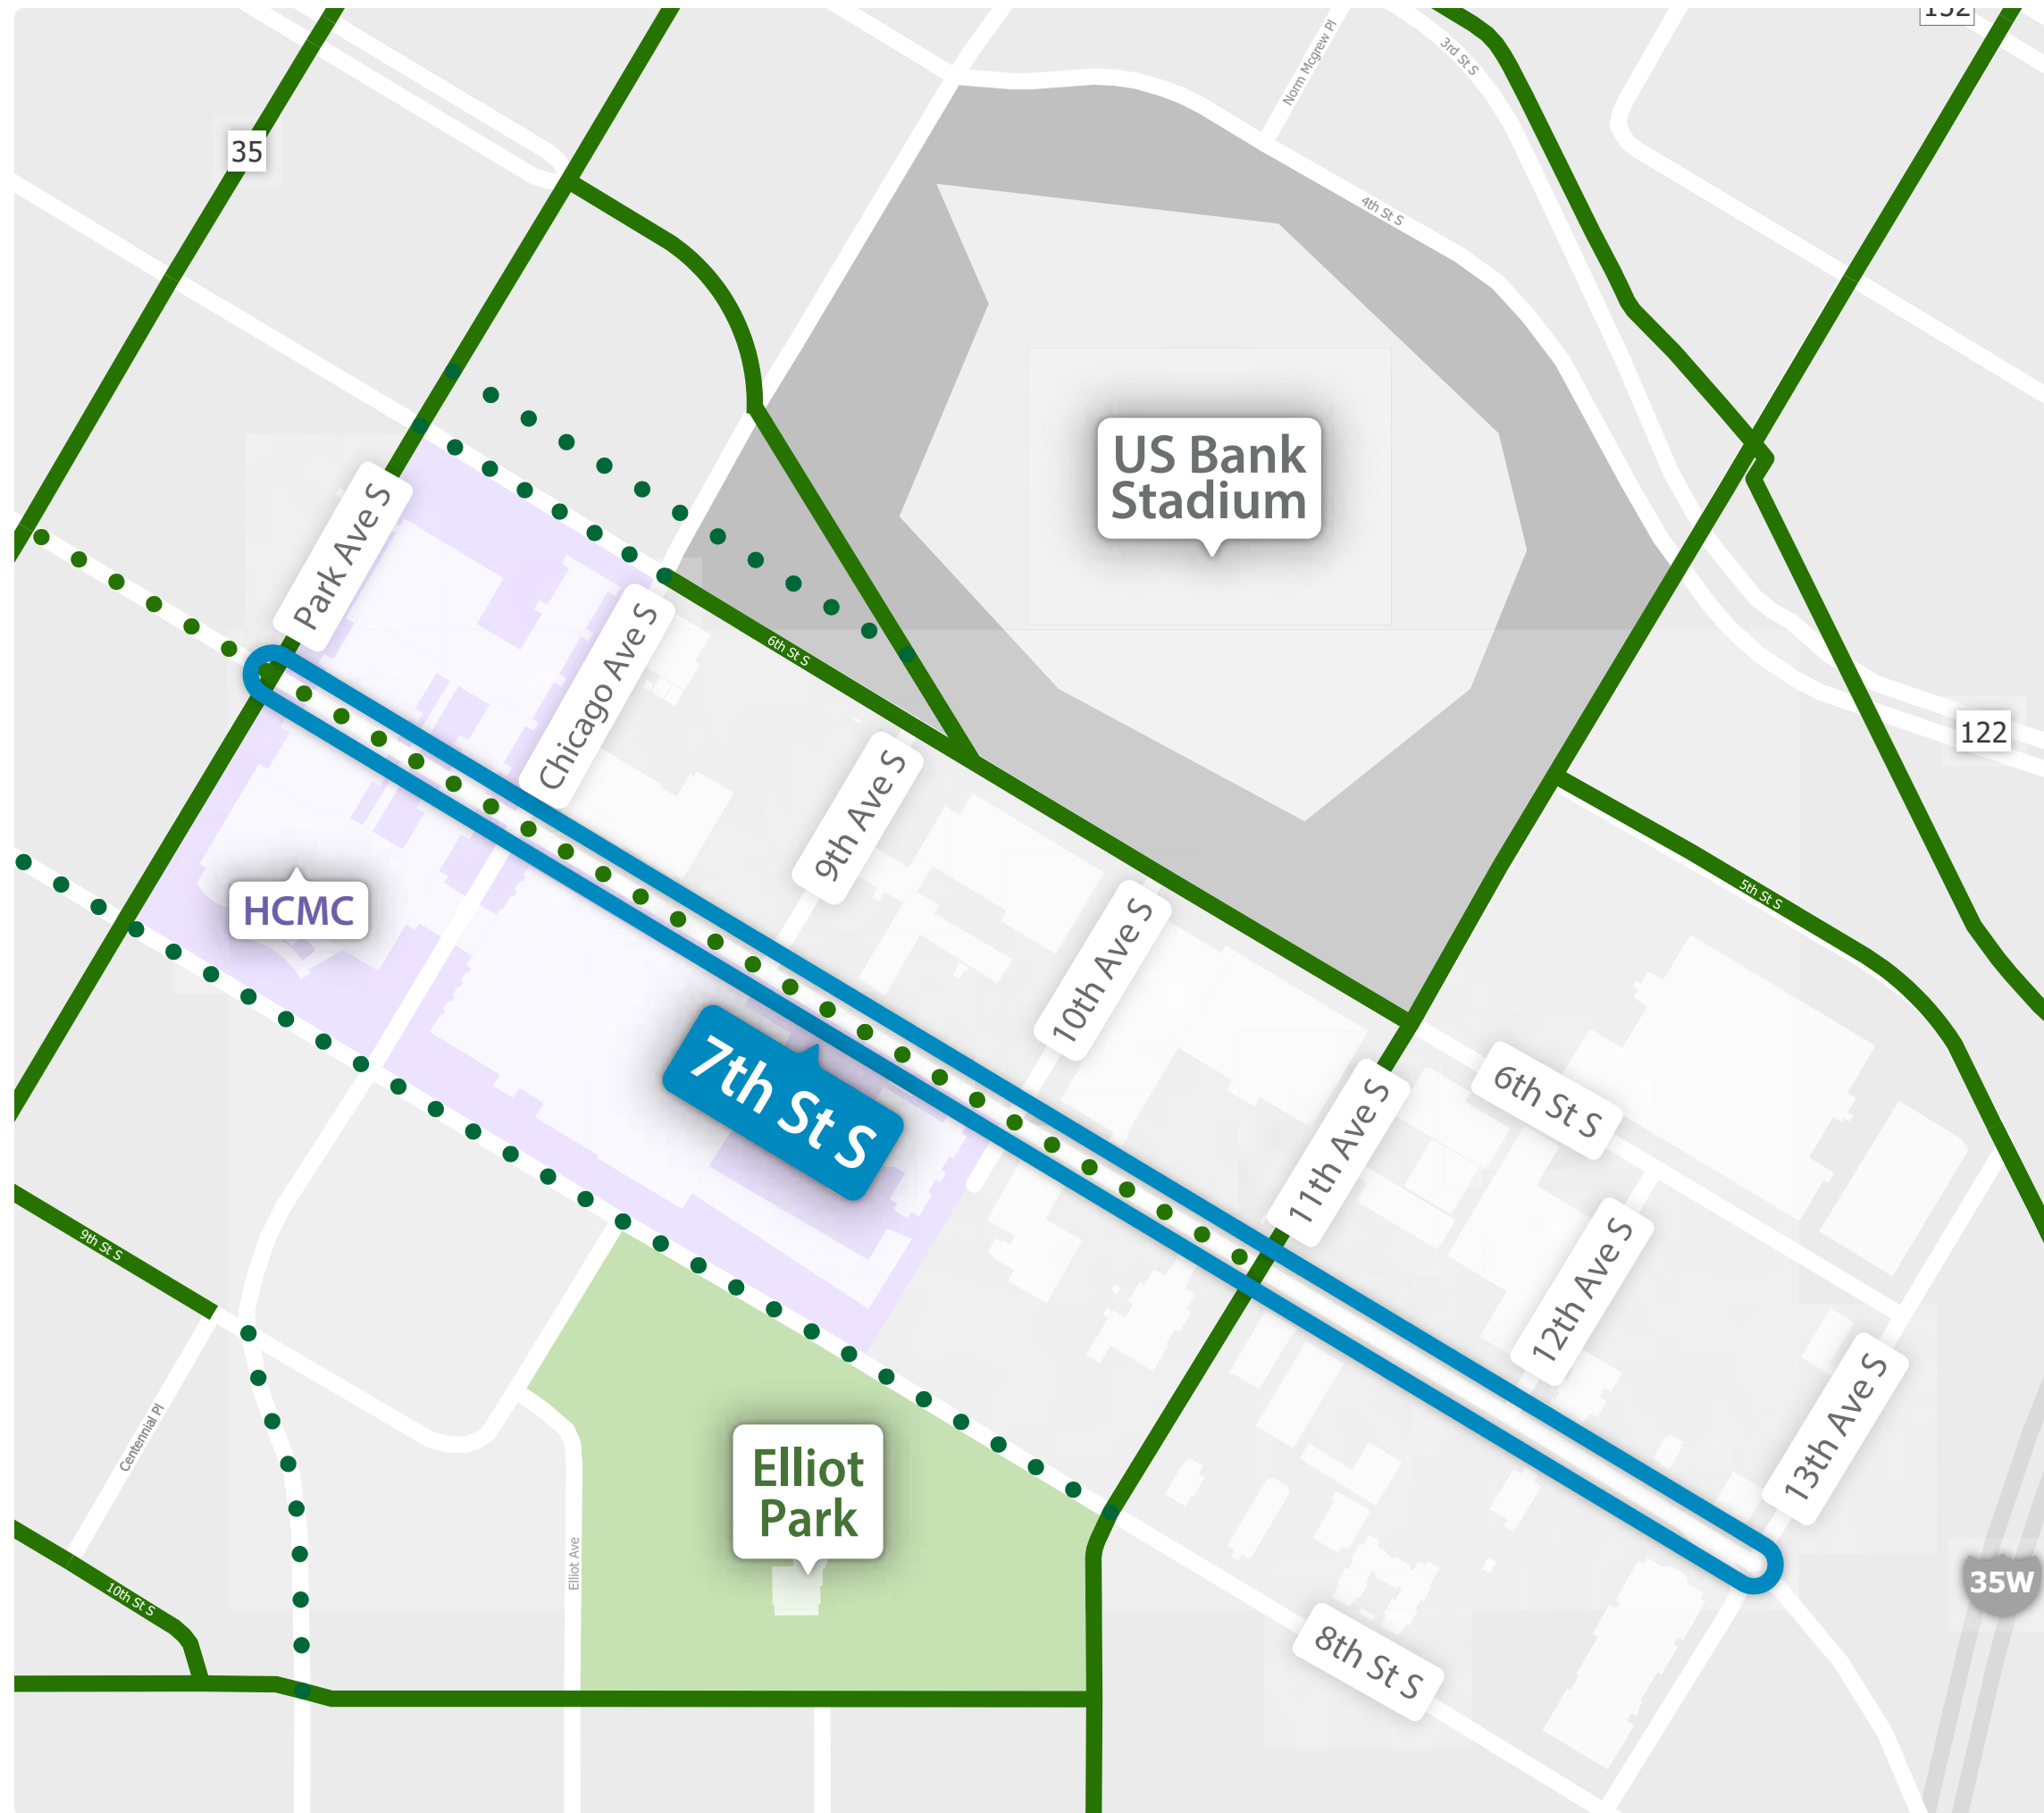 152
Norm Mcgrew Pl
3rd St S
35
4th St S
US Bank
Stadium
Park Ave S
Chicago Ave S
6th St S
122
9th Ave S
5th St S
HCMC
10th Ave S
7th St S
6th St S
11th Ave S
9th St S
12th Ave S
13th Ave S
Centennial Pl
Elliot
Park
Elliot Ave
35W
10th St S
8th St S